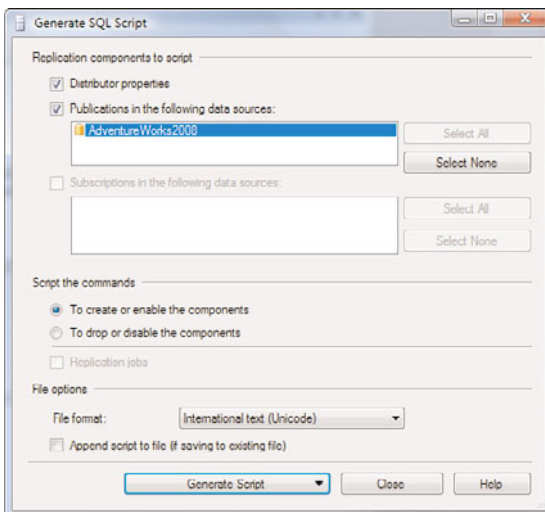 Generate SQL Script
Replication components to script
Distributor properties
Publications in the following data sources:
AdventureWorks2008
Select All
Select None
Subscriptions in the following data sources:
Select All
Select None
Script the commands
To create or enable the components
To drop or disable the components
Replication jobs
File options
File format: International text (Unicode)
Append script to file (if saving to existing file)
Generate Script Close Help